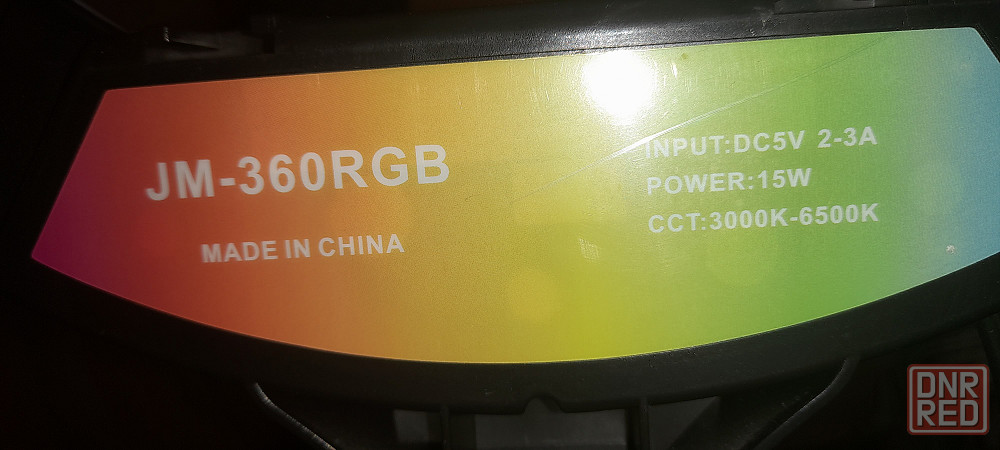 JM-360RGB
MADE IN CHINA
INPUT:DC5V 2-3A
POWER:15W
CCT:3000K-6500K
DNR
RED